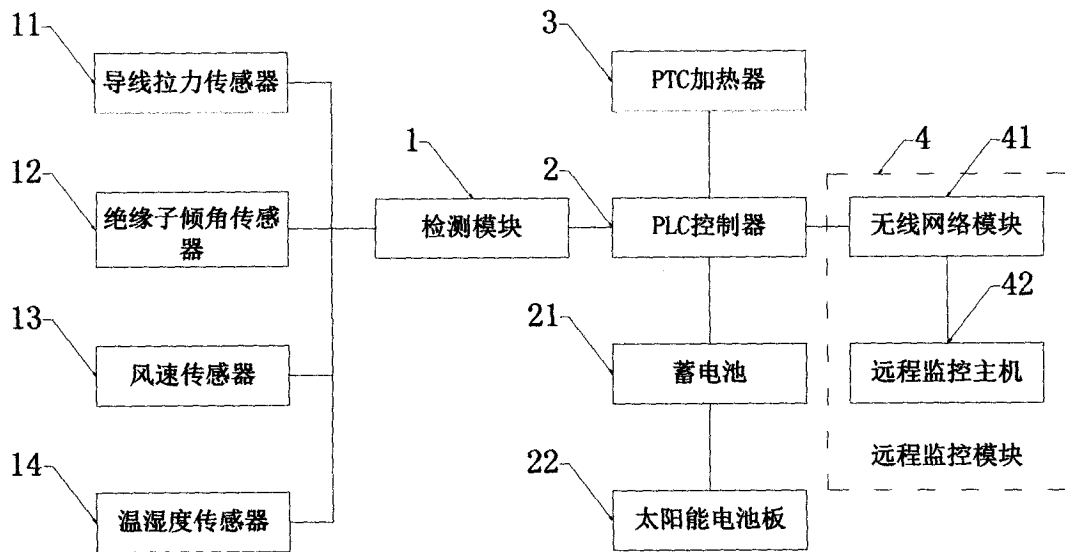 11
导线拉力传感器
12
绝缘子倾角传感
器
13
风速传感器
14
温湿度传感器
1
检测模块
3
PTC加热器
2
PLC控制器
21
蓄电池
22
太阳能电池板
4
41
无线网络模块
42
远程监控主机
远程监控模块